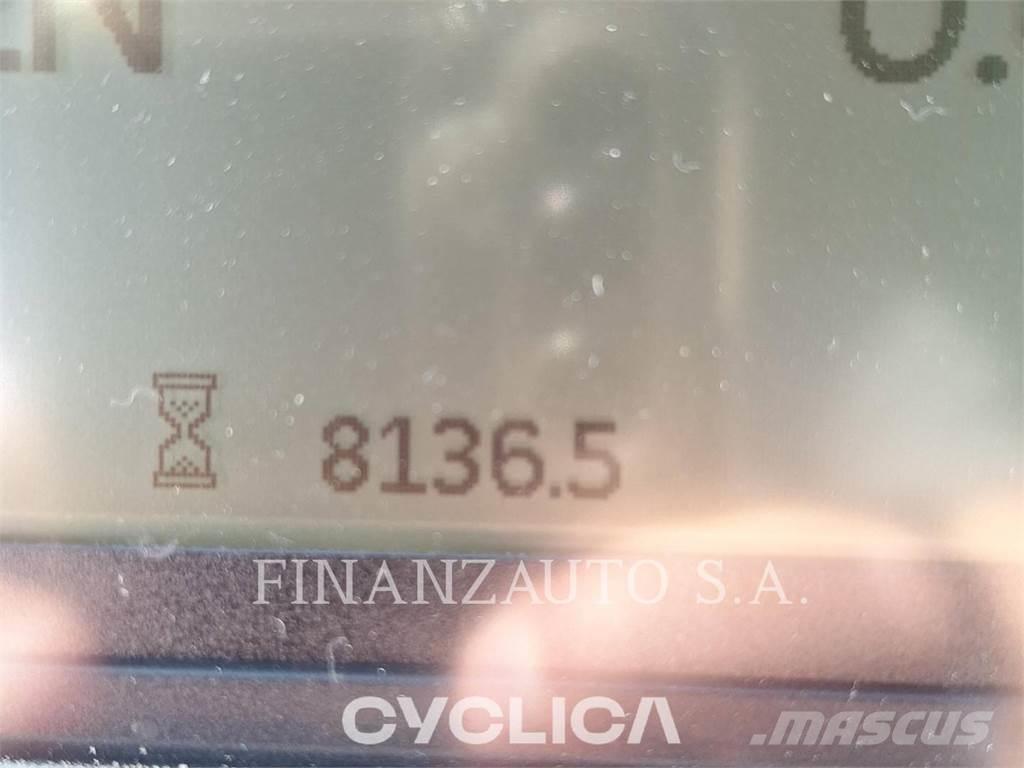 8136.5
FINANZAUTO S.A.
CYCLICA
.MASCUS